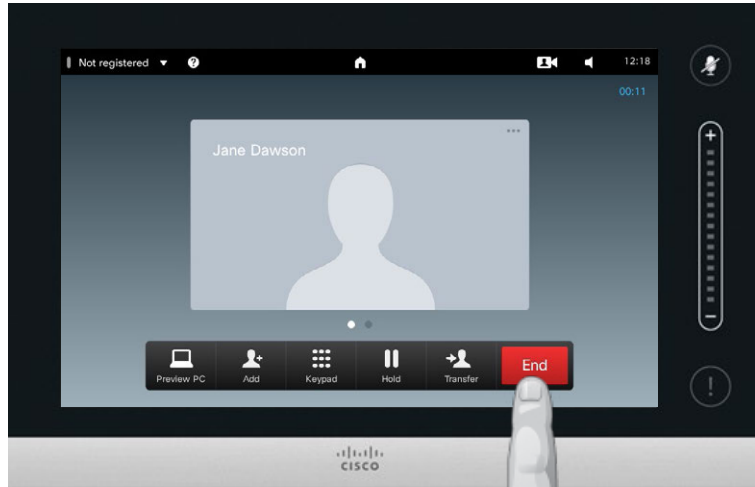 Not registered
12:18
00:11
Jane Dawson
Preview PC
Add
Keypad
Hold
Transfer
End
CISCO